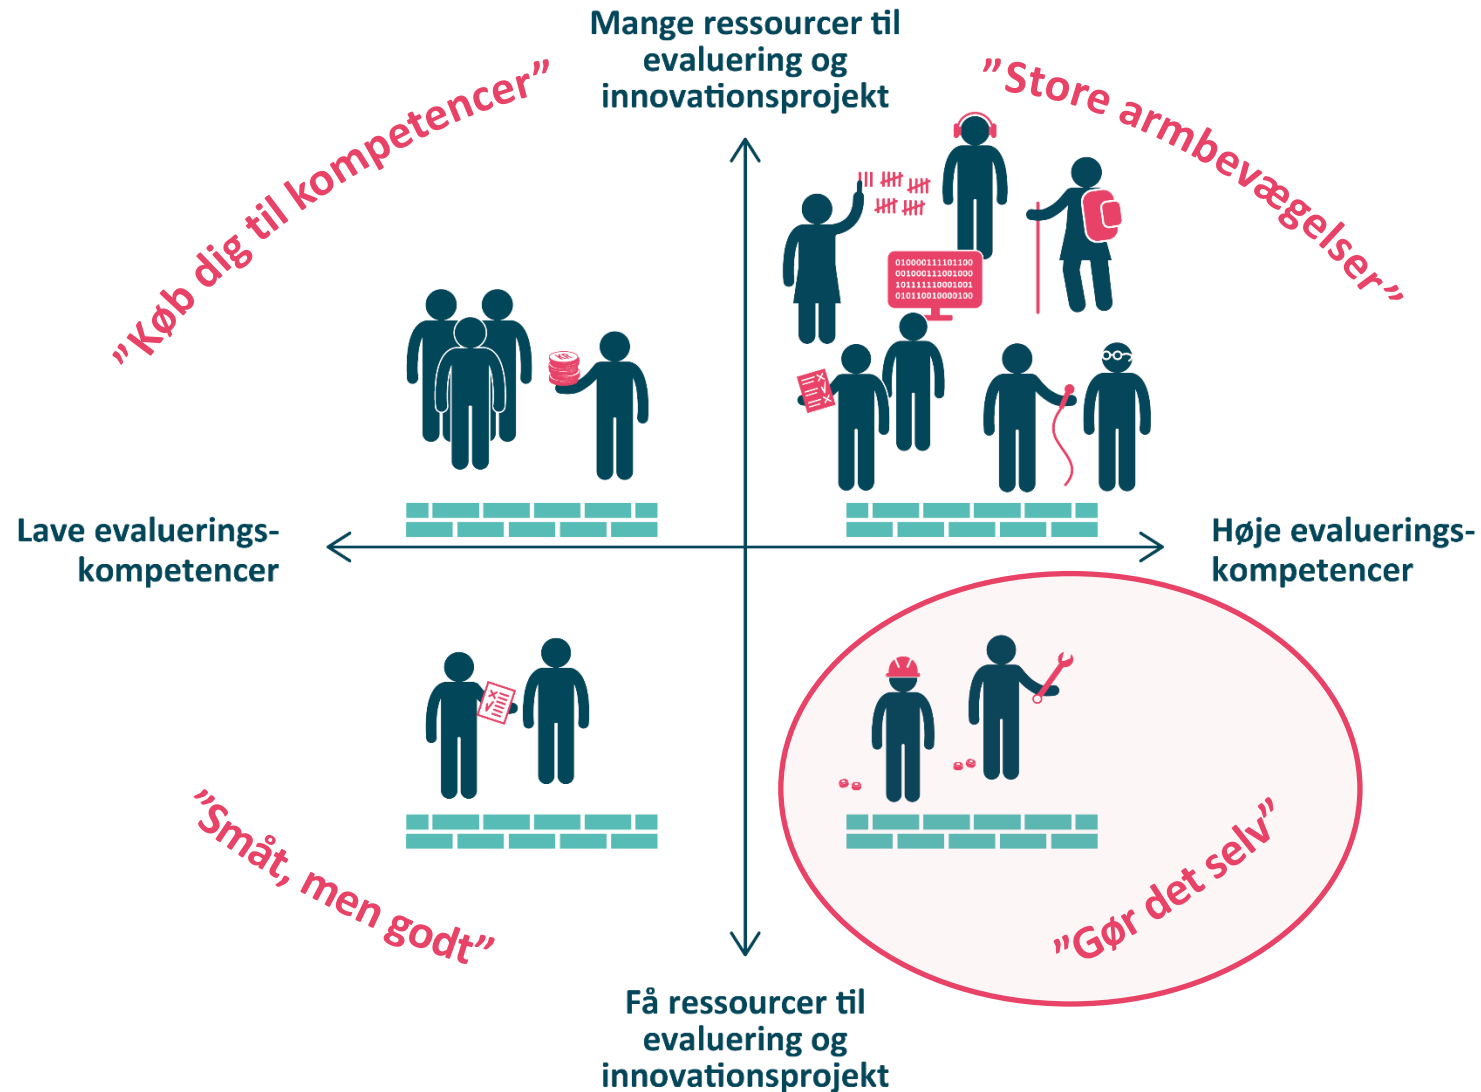 Mange ressourcer til
evaluering og
innovationsprojekt
”Køb dig til kompetencer”
”Store armbevægelser”
010000111101100
001000111001000
101111110001001
010110010000100
KR
Lave evaluerings-
kompetencer
Høje evaluerings-
kompetencer
”Småt, men godt”
”Gør det selv”
Få ressourcer til
evaluering og
innovationsprojekt